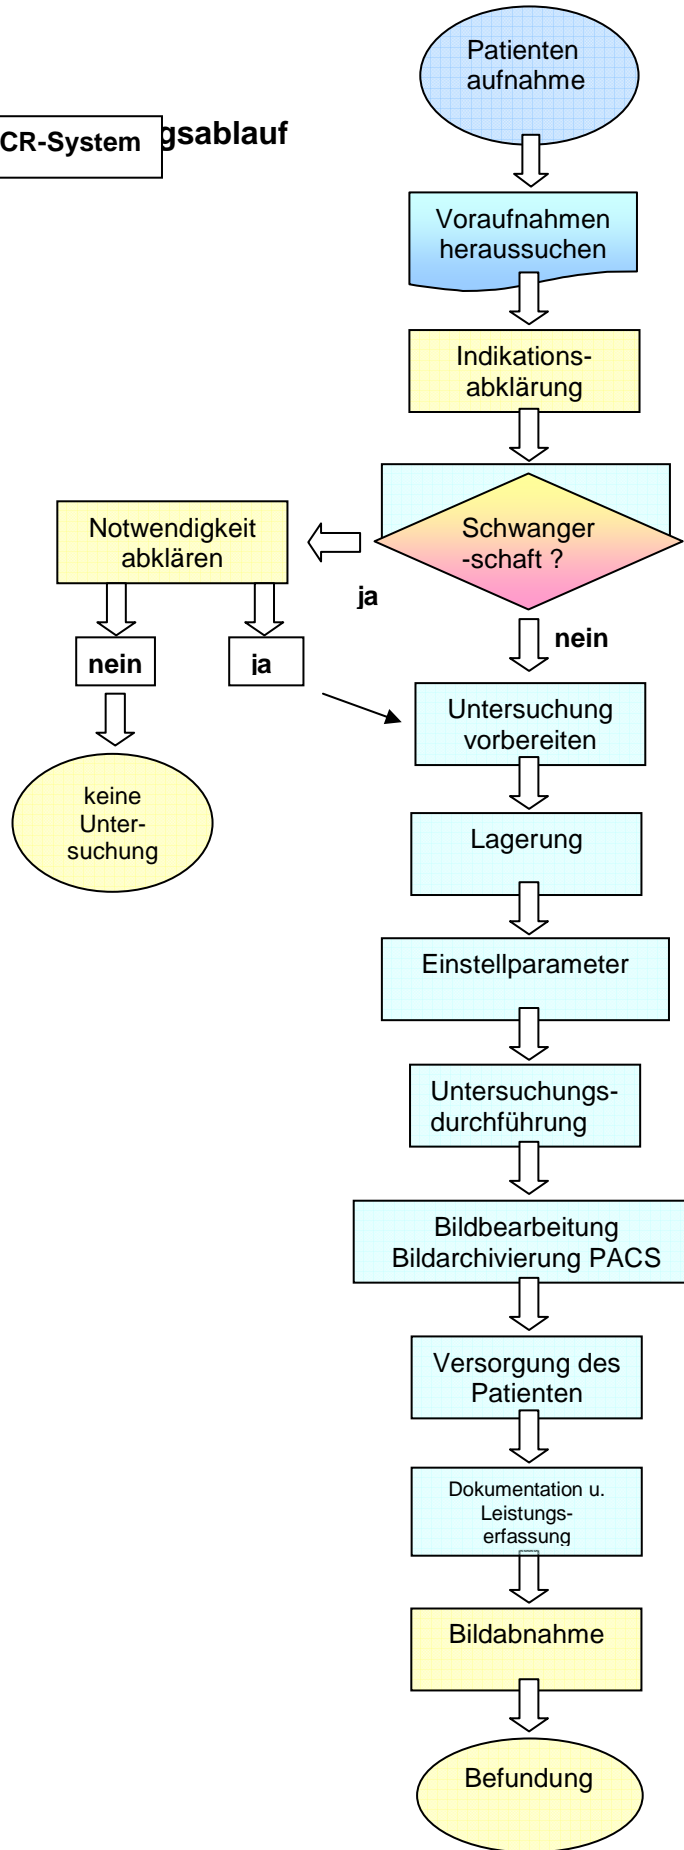 Patienten
aufnahme
CR-System gsablauf
Voraufnahmen
heraussuchen
Indikations-
abklärung
Schwanger
-schaft ?
ja
nein
Notwendigkeit
abklären
nein
ja
keine
Unter-
suchung
Untersuchung
vorbereiten
Lagerung
Einstellparameter
Untersuchungs-
durchführung
Bildbearbeitung
Bildarchivierung PACS
Versorgung des
Patienten
Dokumentation u.
Leistungs-
erfassung
Bildabnahme
Befundung